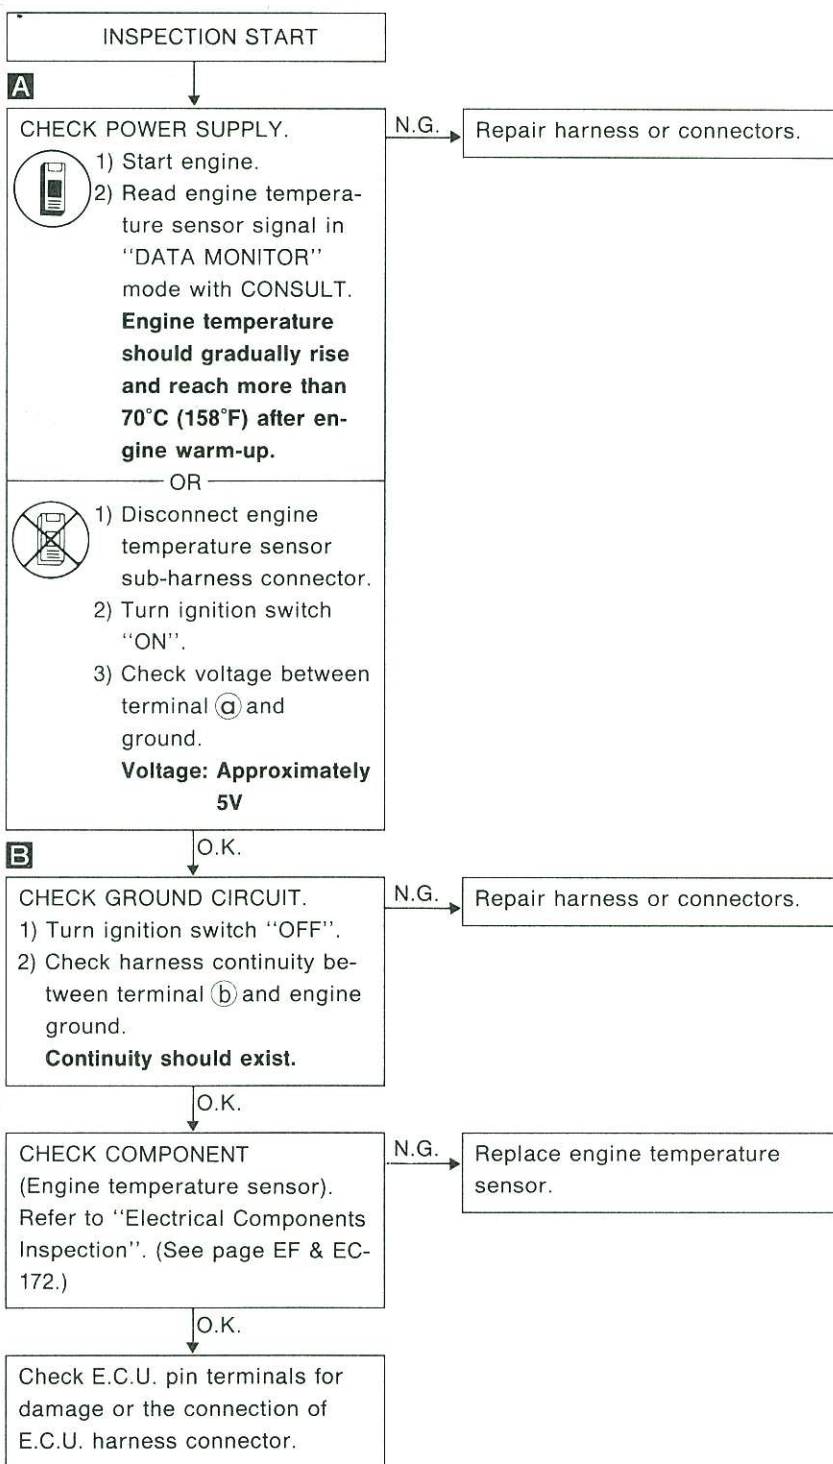 INSPECTION START
A
CHECK POWER SUPPLY.
1) Start engine.
2) Read engine tempera-
ture sensor signal in
"DATA MONITOR"
mode with CONSULT.
Engine temperature
should gradually rise
and reach more than
70°C (158°F) after en-
gine warm-up.
N.G.
Repair harness or connectors.
OR
1) Disconnect engine
temperature sensor
sub-harness connector.
2) Turn ignition switch
"ON".
3) Check voltage between
terminal ⓐ and
ground.
Voltage: Approximately
5V
O.K.
B
CHECK GROUND CIRCUIT.
1) Turn ignition switch "OFF".
2) Check harness continuity be-
tween terminal ⓑ and engine
ground.
Continuity should exist.
N.G.
Repair harness or connectors.
O.K.
CHECK COMPONENT
(Engine temperature sensor).
Refer to "Electrical Components
Inspection". (See page EF & EC-
172.)
N.G.
Replace engine temperature
sensor.
O.K.
Check E.C.U. pin terminals for
damage or the connection of
E.C.U. harness connector.